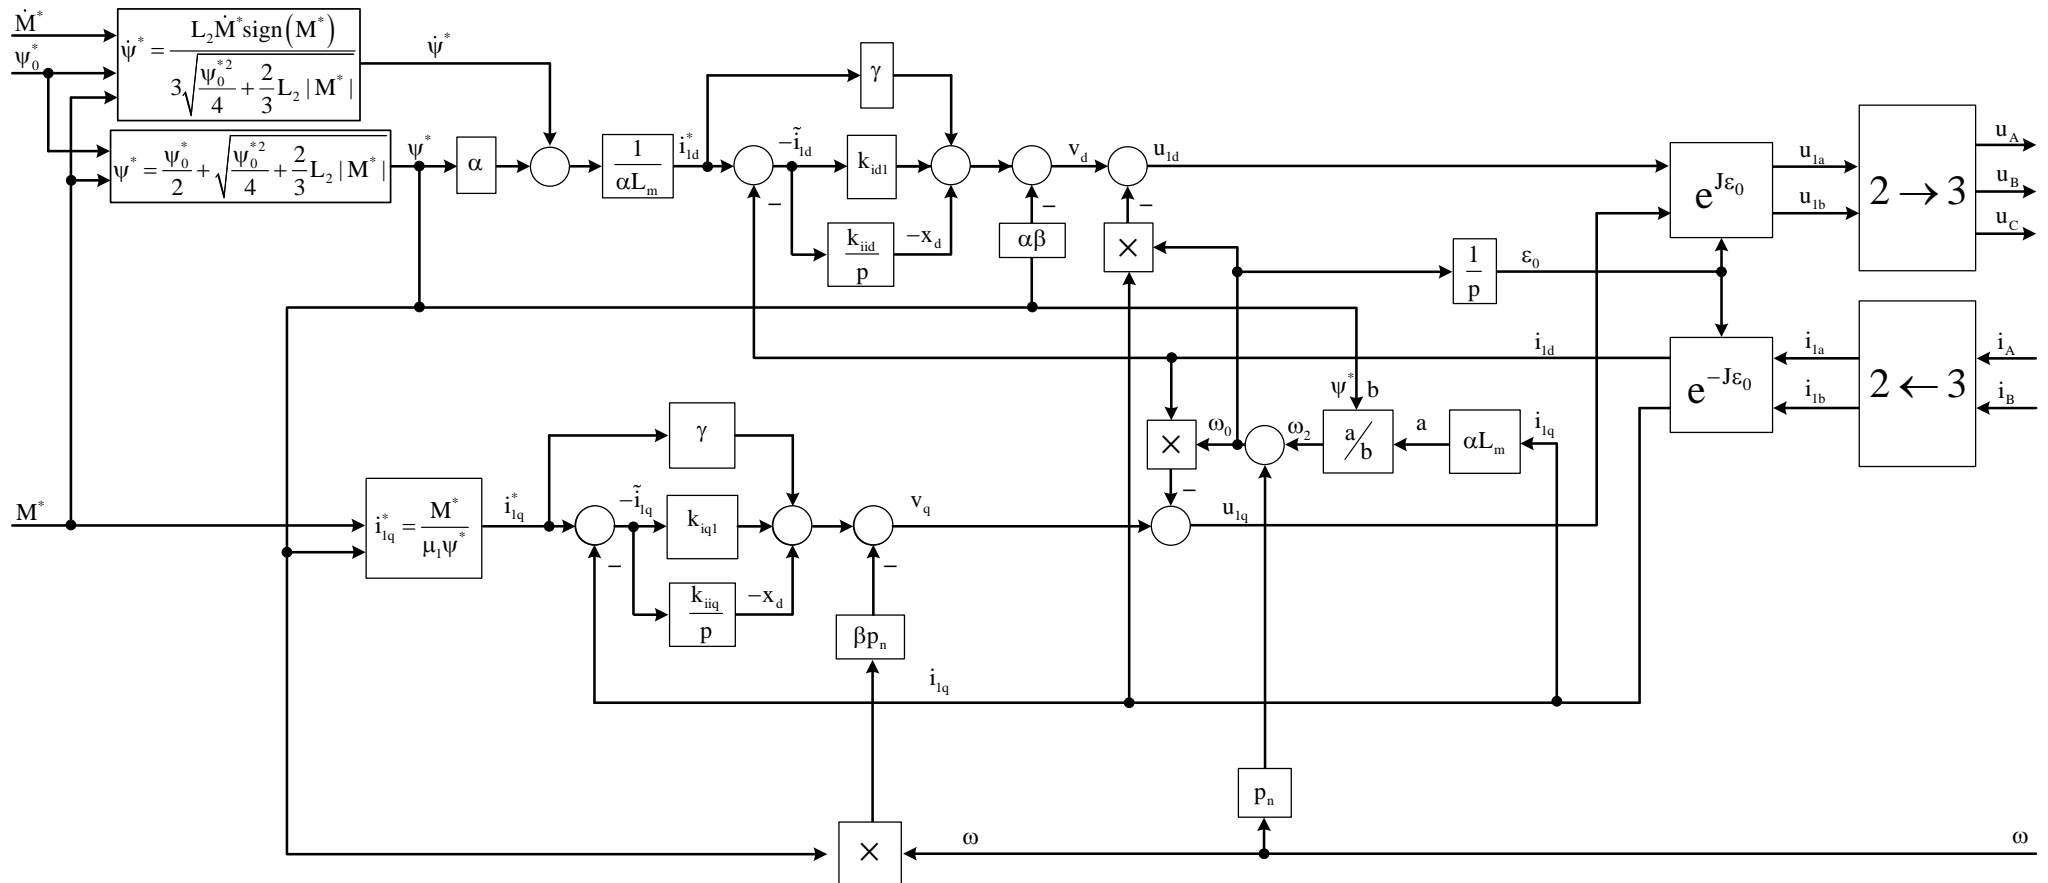 Ṁ*
ψ₀*
ψ̇* = L₂Ṁ*sign(M*) / 3√(ψ₀*²/4 + 2/3 L₂|M*|)
ψ̇*
ψ* = ψ₀*/2 + √(ψ₀*²/4 + 2/3 L₂|M*|)
ψ*
α
1/αLₘ
i*₁d
−ĩ₁d
γ
k_id1
k_iid/p
−x_d
−
αβ
−
v_d
u₁d
−
×
1/p
ε₀
e^{Jε₀}
u₁a
u₁b
2→3
u_A
u_B
u_C
i₁d
e^{−Jε₀}
i₁a
i₁b
2←3
i_A
i_B
ψ* b
×
ω₀
ω₂
a/b
a
αLₘ
i₁q
−
M*
i*₁q = M*/μ₁ψ*
i*₁q
−ĩ₁q
γ
k_iq1
k_iiq/p
−x_d
−
v_q
−
βpₙ
u₁q
i₁q
pₙ
×
ω
ω